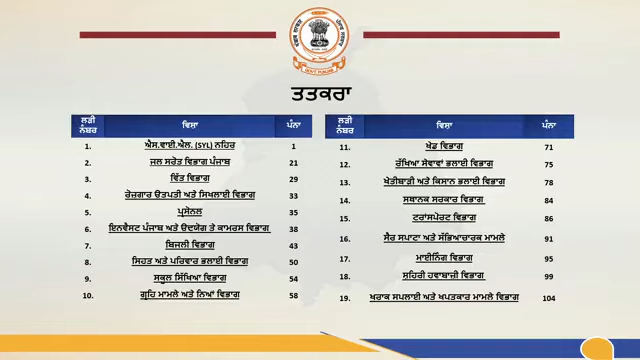 ਤਤਕਰਾ
ਲੜੀ ਨੰਬਰ ਵਿਸ਼ਾ ਪੰਨਾ
1. ਐਸ.ਵਾਈ.ਐਲ. (SYL) ਨਹਿਰ 1
2. ਜਲ ਸਰੋਤ ਵਿਭਾਗ ਪੰਜਾਬ 21
3. ਵਿੱਤ ਵਿਭਾਗ 29
4. ਰੋਜ਼ਗਾਰ ਉਤਪਤੀ ਅਤੇ ਸਿਖਲਾਈ ਵਿਭਾਗ 33
5. ਪ੍ਰਸੋਨਲ 35
6. ਇਨਵੈਸਟ ਪੰਜਾਬ ਅਤੇ ਉਦਯੋਗ ਤੇ ਕਾਮਰਸ ਵਿਭਾਗ 38
7. ਬਿਜਲੀ ਵਿਭਾਗ 43
8. ਸਿਹਤ ਅਤੇ ਪਰਿਵਾਰ ਭਲਾਈ ਵਿਭਾਗ 50
9. ਸਕੂਲ ਸਿੱਖਿਆ ਵਿਭਾਗ 54
10. ਗ੍ਰਹਿ ਮਾਮਲੇ ਅਤੇ ਨਿਆਂ ਵਿਭਾਗ 58
ਲੜੀ ਨੰਬਰ ਵਿਸ਼ਾ ਪੰਨਾ
11. ਖੇਡ ਵਿਭਾਗ 71
12. ਰੱਖਿਆ ਸੇਵਾਵਾਂ ਭਲਾਈ ਵਿਭਾਗ 75
13. ਖੇਤੀਬਾੜੀ ਅਤੇ ਕਿਸਾਨ ਭਲਾਈ ਵਿਭਾਗ 78
14. ਸਥਾਨਕ ਸਰਕਾਰ ਵਿਭਾਗ 84
15. ਟਰਾਂਸਪੋਰਟ ਵਿਭਾਗ 86
16. ਸੈਰ ਸਪਾਟਾ ਅਤੇ ਸੱਭਿਆਚਾਰਕ ਮਾਮਲੇ 91
17. ਮਾਈਨਿੰਗ ਵਿਭਾਗ 95
18. ਸ਼ਹਿਰੀ ਹਵਾਬਾਜ਼ੀ ਵਿਭਾਗ 99
19. ਖਰਾਕ ਸਪਲਾਈ ਅਤੇ ਖਪਤਕਾਰ ਮਾਮਲੇ ਵਿਭਾਗ 104